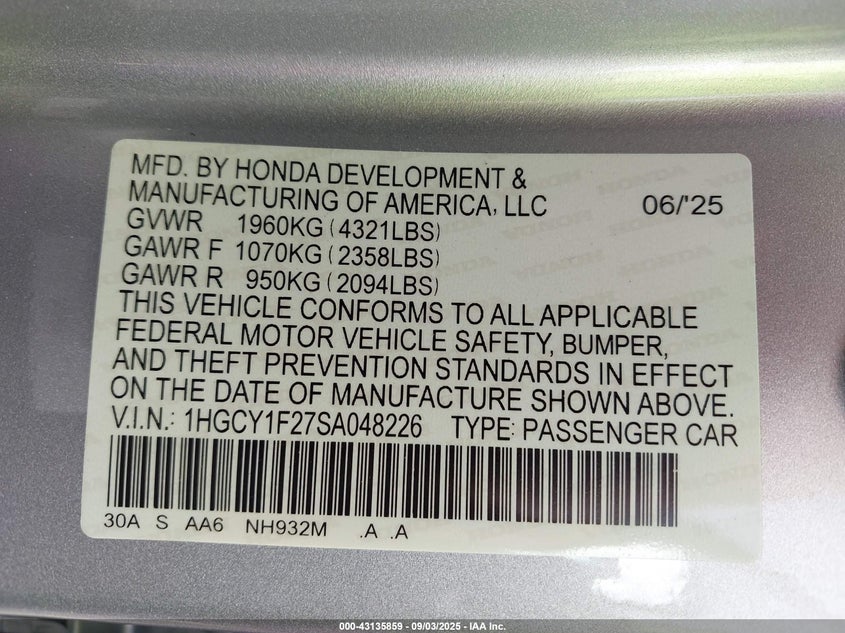 MFD. BY HONDA DEVELOPMENT &
MANUFACTURING OF AMERICA, LLC 06/'25
GVWR 1960KG (4321LBS)
GAWR F 1070KG (2358LBS)
GAWR R 950KG (2094LBS)
THIS VEHICLE CONFORMS TO ALL APPLICABLE
FEDERAL MOTOR VEHICLE SAFETY, BUMPER,
AND THEFT PREVENTION STANDARDS IN EFFECT
ON THE DATE OF MANUFACTURE SHOWN ABOVE.
V.I.N.: 1HGCY1F27SA048226 TYPE: PASSENGER CAR
30A S AA6 NH932M .A .A
000-43135859 - 09/03/2025 - IAA Inc.